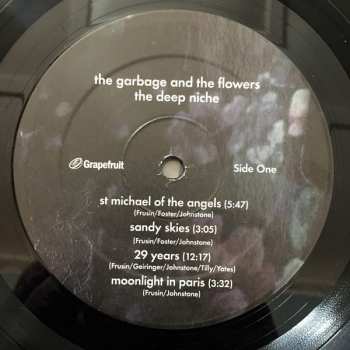 the garbage and the flowers
the deep niche
Grapefruit
Side One
st michael of the angels (5:47)
(Frusin/Foster/Johnstone)
sandy skies (3:05)
(Frusin/Foster/Johnstone)
29 years (12:17)
(Frusin/Geiringer/Johnstone/Tilly/Yates)
moonlight in paris (3:32)
(Frusin/Johnstone)